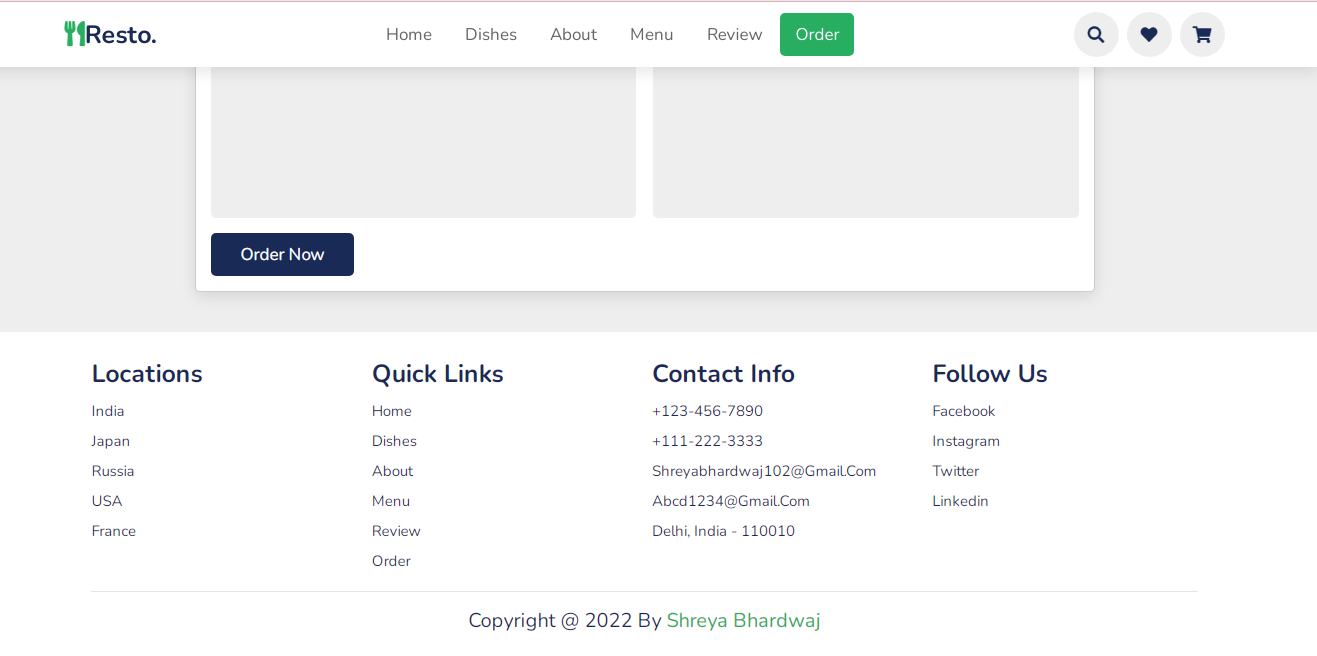 Resto.
Home Dishes About Menu Review Order
Order Now
Locations
India
Japan
Russia
USA
France
Quick Links
Home
Dishes
About
Menu
Review
Order
Contact Info
+123-456-7890
+111-222-3333
Shreyabhardwaj102@Gmail.Com
Abcd1234@Gmail.Com
Delhi, India - 110010
Follow Us
Facebook
Instagram
Twitter
Linkedin
Copyright @ 2022 By Shreya Bhardwaj